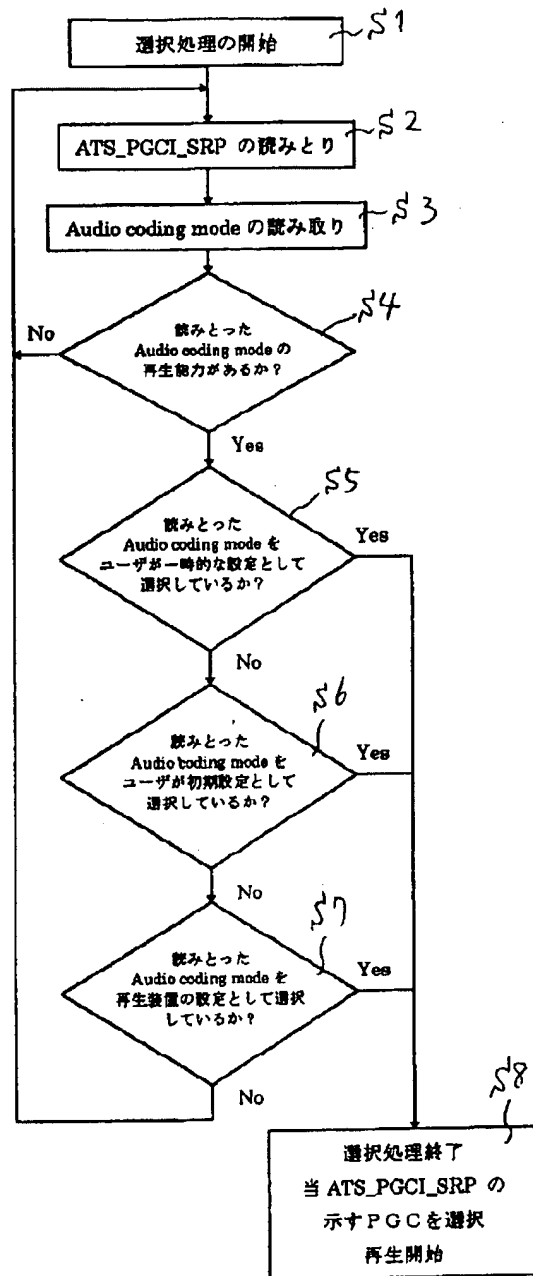 選択処理の開始
S1
ATS_PGCI_SRP の読みとり
S2
Audio coding mode の読み取り
S3
読みとった
Audio coding mode の
再生能力があるか?
S4
No
Yes
読みとった
Audio coding mode を
ユーザが一時的な設定として
選択しているか?
S5
Yes
No
読みとった
Audio coding mode を
ユーザが初期設定として
選択しているか?
S6
Yes
No
読みとった
Audio coding mode を
再生装置の設定として選択
しているか?
S7
Yes
No
S8
選択処理終了
当 ATS_PGCI_SRP の
示すPGCを選択
再生開始